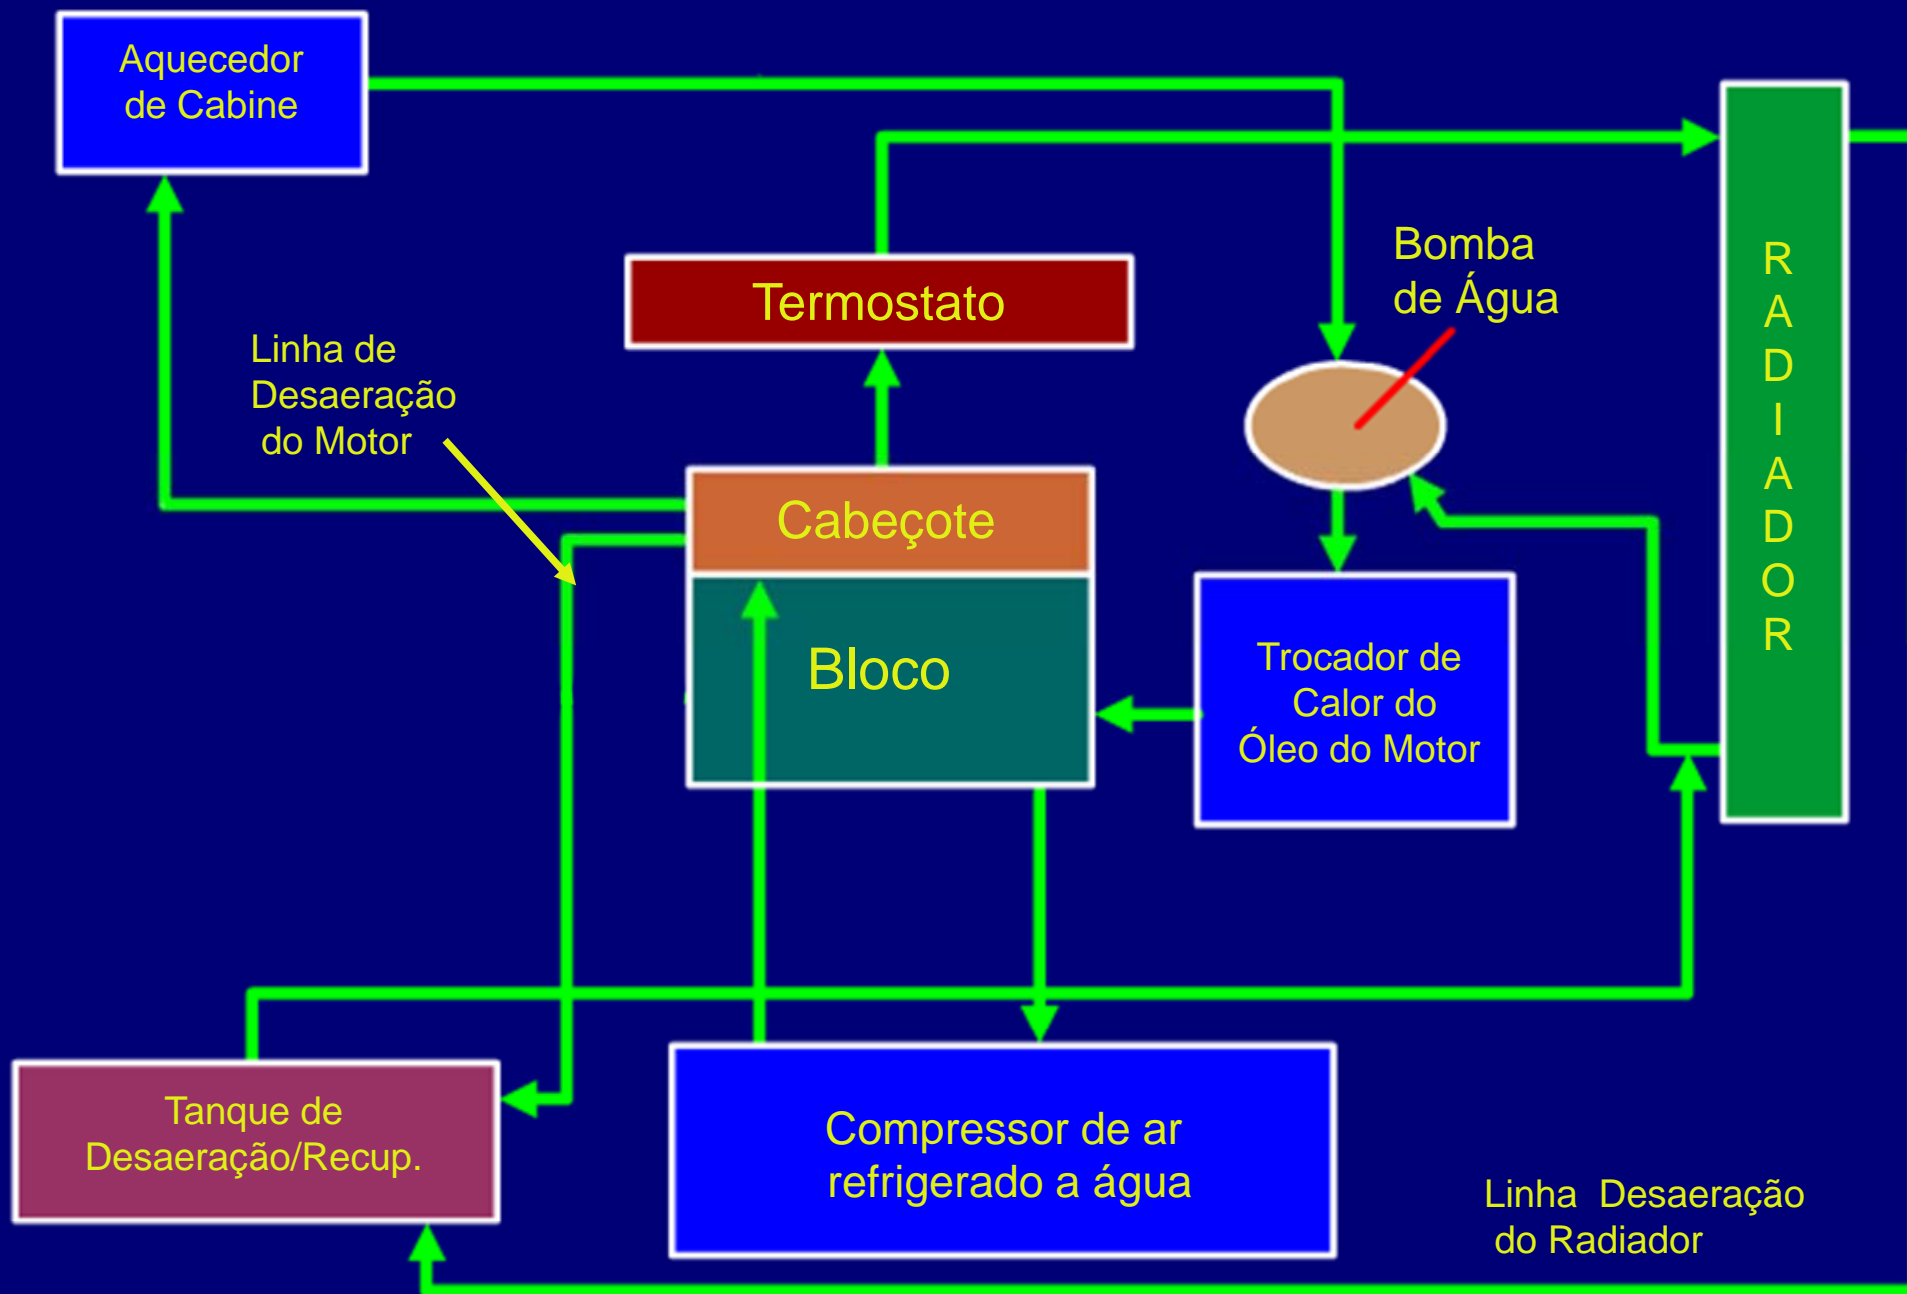 Aquecedor
de Cabine
Bomba
de Água
Termostato
Linha de
Desaeração
do Motor
R
A
D
I
A
D
O
R
Cabeçote
Bloco
Trocador de
Calor do
Óleo do Motor
Tanque de
Desaeração/Recup.
Compressor de ar
refrigerado a água
Linha Desaeração
do Radiador